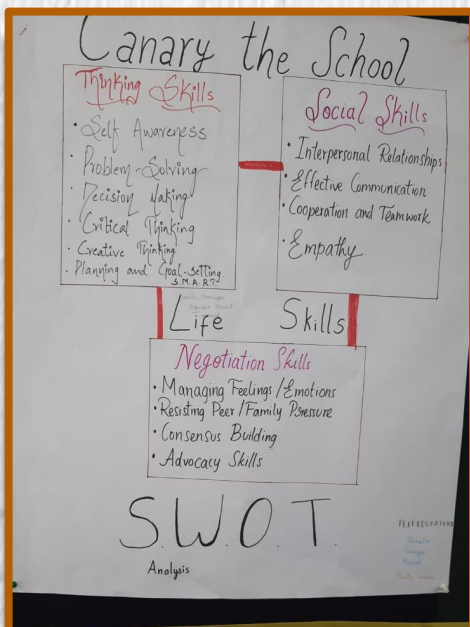 Canary the School
Thinking Skills
• Self Awareness
• Problem-Solving
• Decision Making
• Critical Thinking
• Creative Thinking
• Planning and Goal-Setting.
S.M.A.R.T
Social Skills
• Interpersonal Relationships
• Effective Communication
• Cooperation and Teamwork
• Empathy
Life Skills
Negotiation Skills
• Managing Feelings/Emotions
• Resisting Peer/Family Pressure
• Consensus Building
• Advocacy Skills
S.W.O.T.
Analysis
PEER EDUCATORS